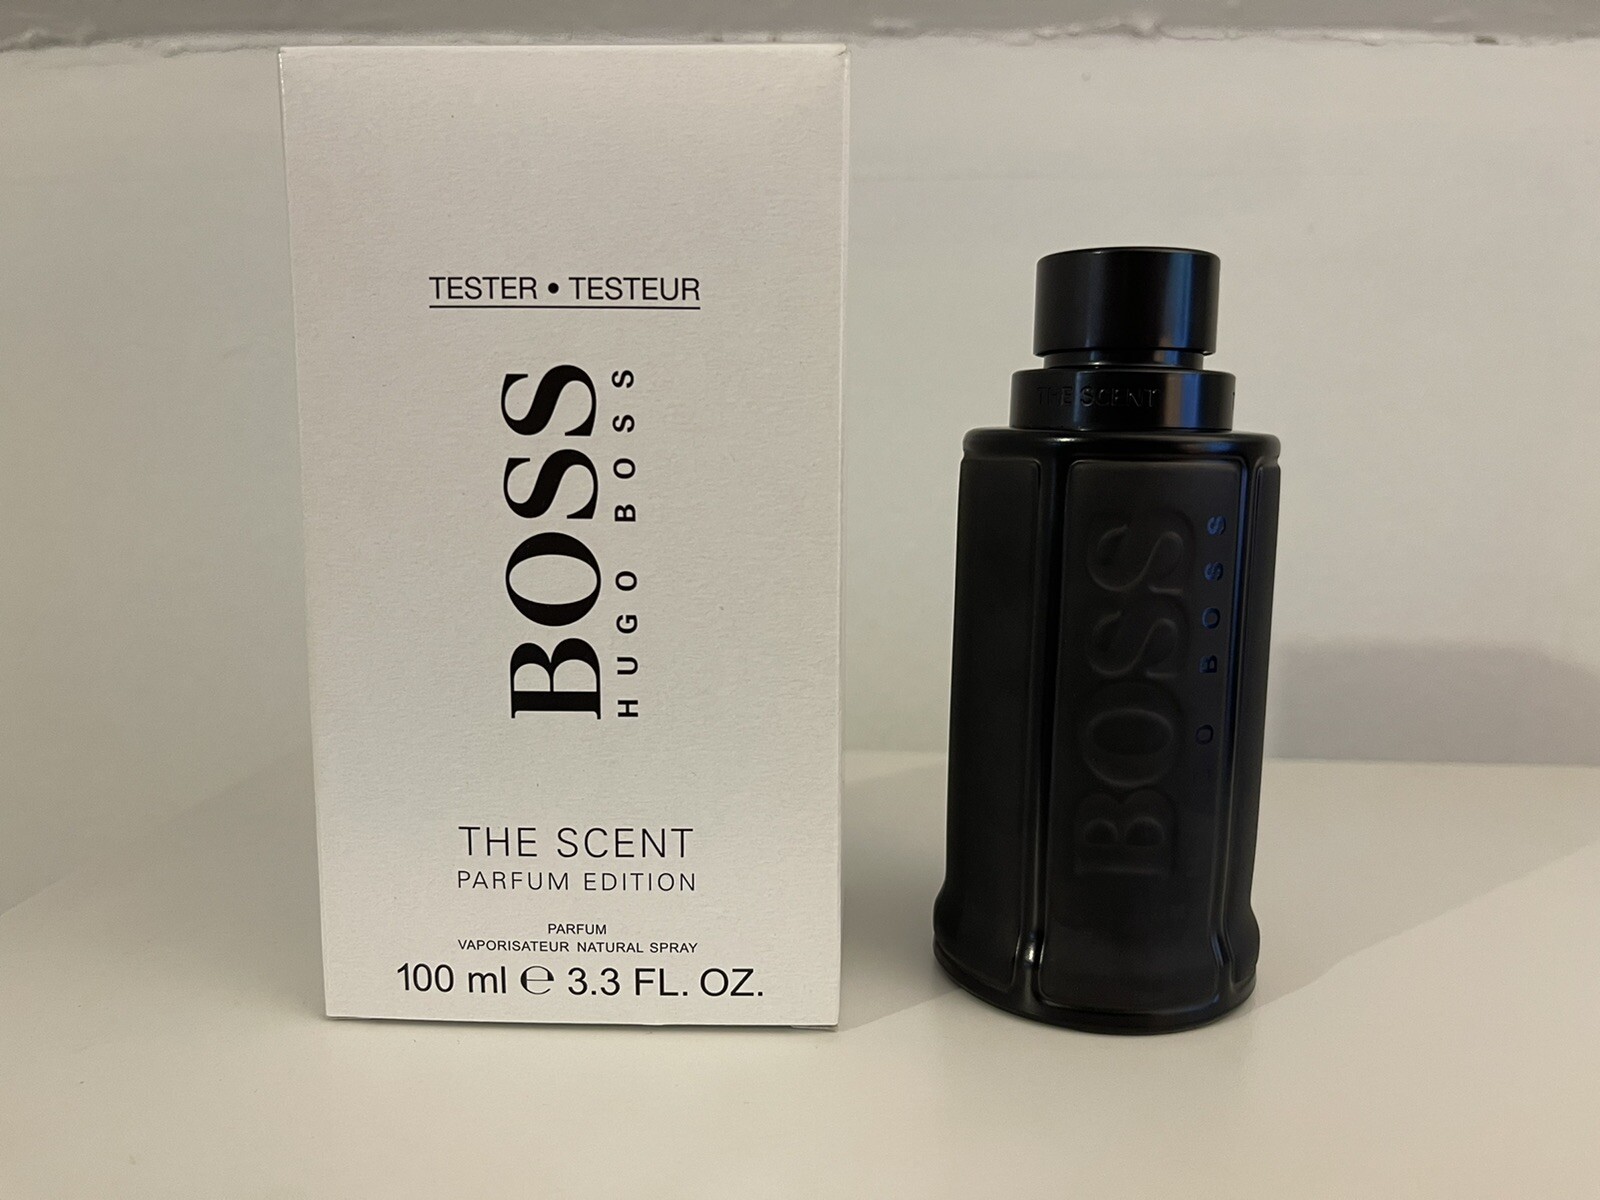 TESTER • TESTEUR
BOSS
HUGO BOSS
THE SCENT
PARFUM EDITION
PARFUM
VAPORISATEUR NATURAL SPRAY
100 ml ℮ 3.3 FL. OZ.
THE SCENT
BOSS
O BOSS